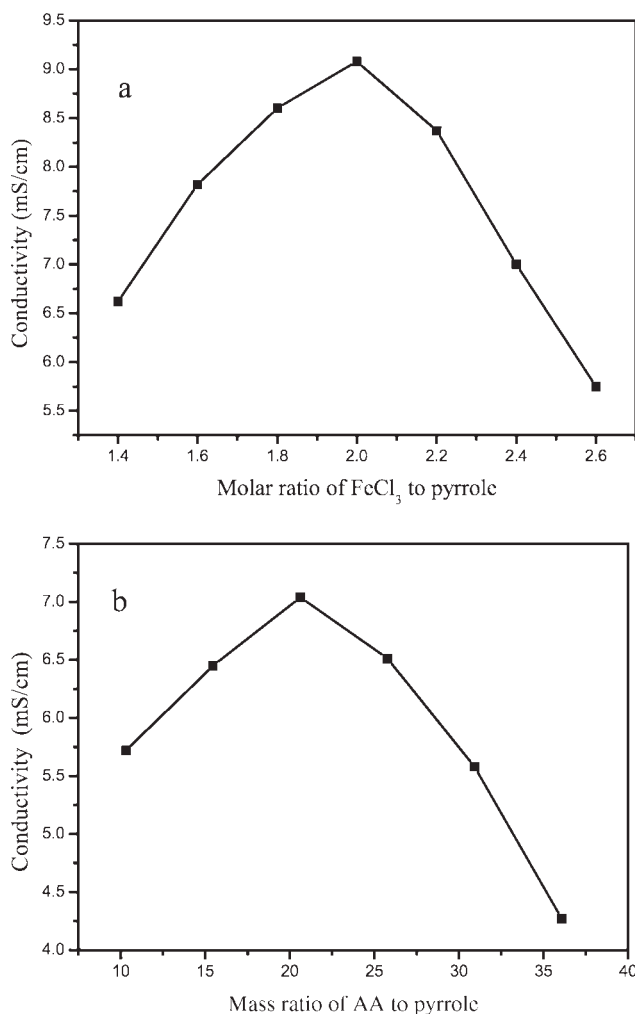 a
Conductivity (mS/cm)
9.5
9.0
8.5
8.0
7.5
7.0
6.5
6.0
5.5
1.4 1.6 1.8 2.0 2.2 2.4 2.6
Molar ratio of FeCl₃ to pyrrole
b
Conductivity (mS/cm)
7.5
7.0
6.5
6.0
5.5
5.0
4.5
4.0
10 15 20 25 30 35 40
Mass ratio of AA to pyrrole